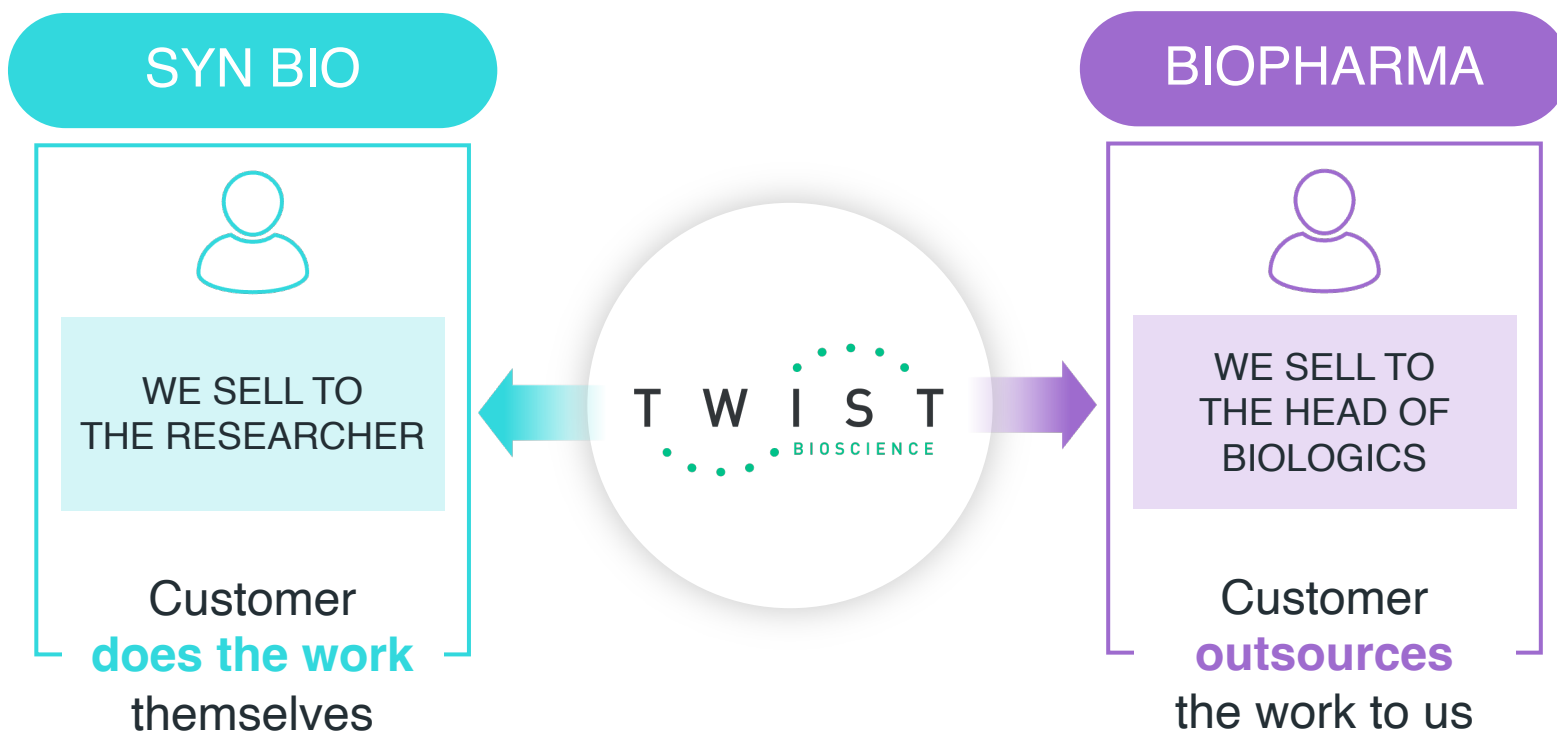 SYN BIO
WE SELL TO
THE RESEARCHER
Customer
does the work
themselves
TWIST
BIOSCIENCE
BIOPHARMA
WE SELL TO
THE HEAD OF
BIOLOGICS
Customer
outsources
the work to us